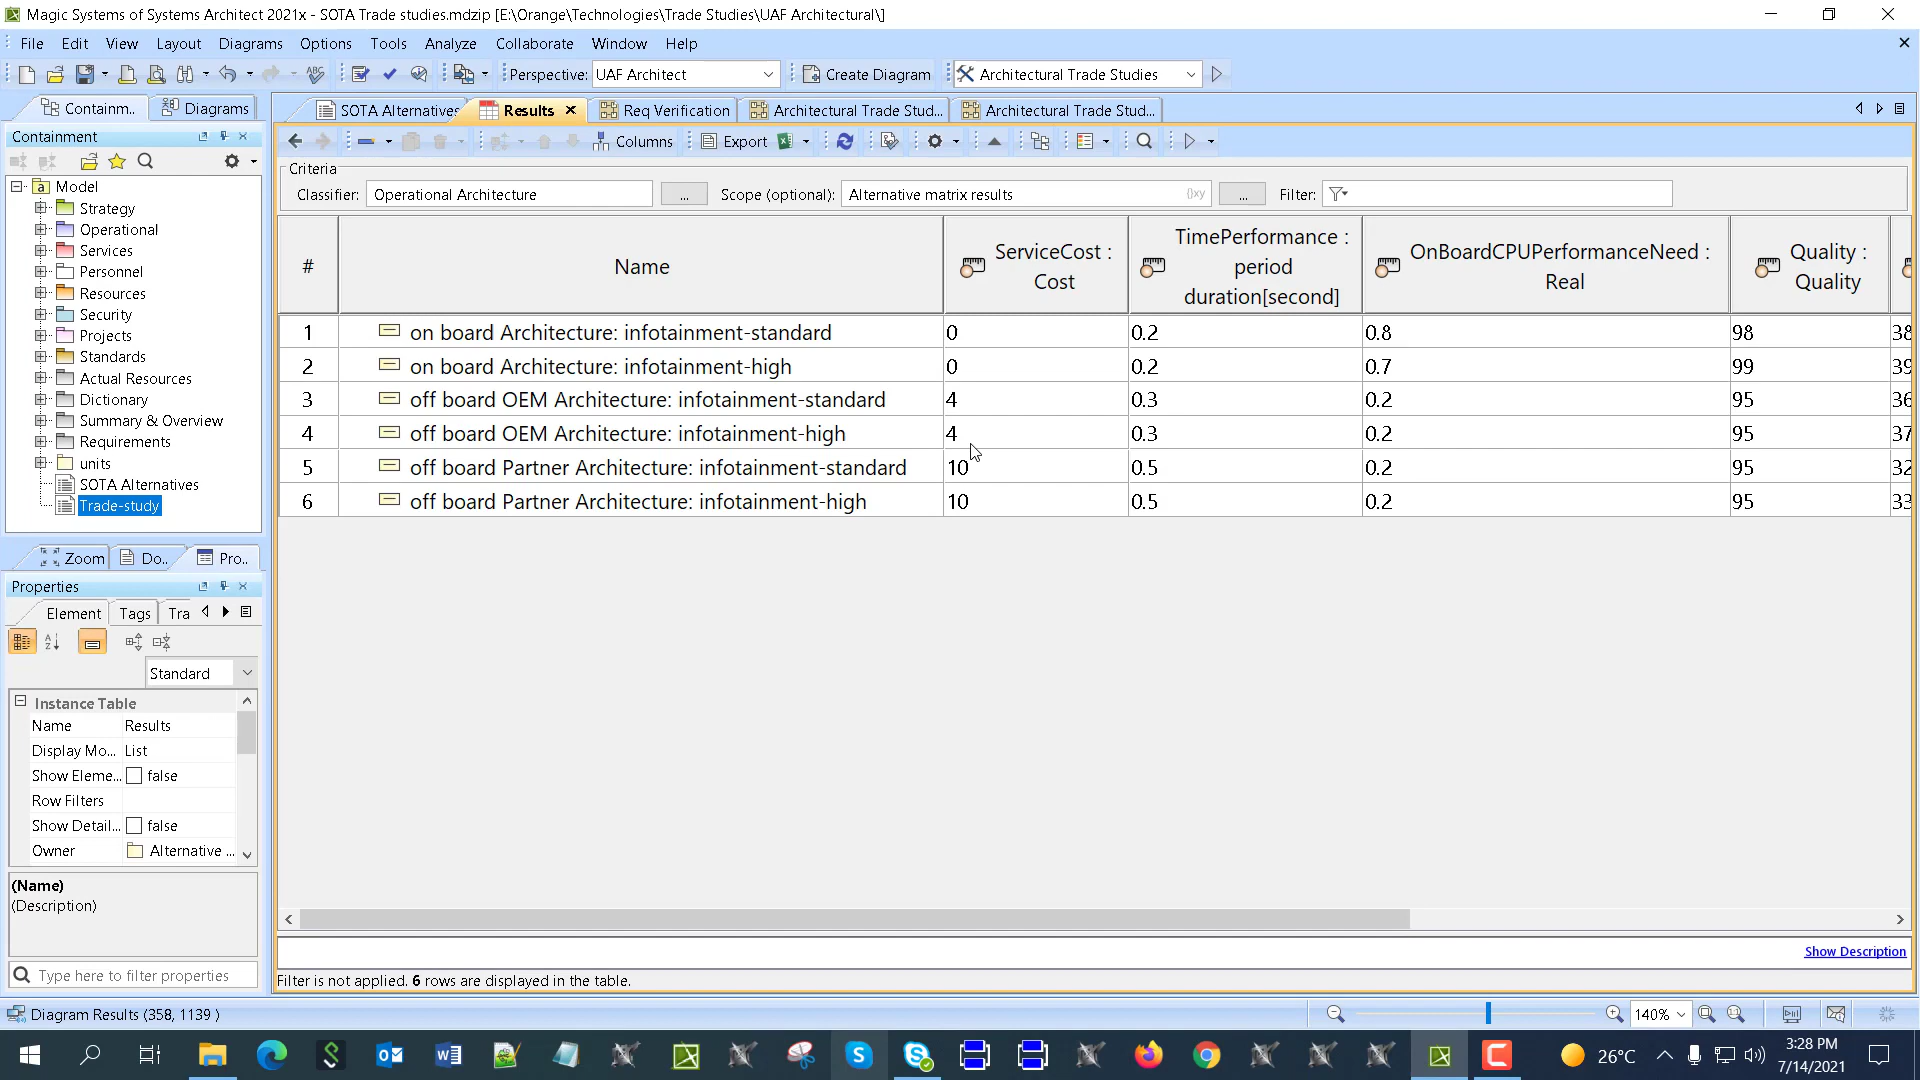 Magic Systems of Systems Architect 2021x - SOTA Trade studies.mdzip [E:\Orange\Technologies\Trade Studies\UAF Architectural\]
File Edit View Layout Diagrams Options Tools Analyze Collaborate Window Help
Perspective: UAF Architect Create Diagram Architectural Trade Studies
Containm.. Diagrams
SOTA Alternatives Results Req Verification Architectural Trade Stud... Architectural Trade Stud...
Containment
Columns Export
Criteria
Classifier: Operational Architecture ... Scope (optional): Alternative matrix results ... Filter:
Model
Strategy
Operational
Services
Personnel
Resources
Security
Projects
Standards
Actual Resources
Dictionary
Summary & Overview
Requirements
units
SOTA Alternatives
Trade-study
# Name ServiceCost : Cost TimePerformance : period duration[second] OnBoardCPUPerformanceNeed : Real Quality : Quality
1 on board Architecture: infotainment-standard 0 0.2 0.8 98 38
2 on board Architecture: infotainment-high 0 0.2 0.7 99 39
3 off board OEM Architecture: infotainment-standard 4 0.3 0.2 95 36
4 off board OEM Architecture: infotainment-high 4 0.3 0.2 95 37
5 off board Partner Architecture: infotainment-standard 10 0.5 0.2 95 32
6 off board Partner Architecture: infotainment-high 10 0.5 0.2 95 33
Zoom Do.. Pro..
Properties
Element Tags Tra
Standard
Instance Table
Name Results
Display Mo... List
Show Eleme... false
Row Filters
Show Detail... false
Owner Alternative ...
(Name)
(Description)
Type here to filter properties
Show Description
Filter is not applied. 6 rows are displayed in the table.
Diagram Results (358, 1139 )
140%
26°C
3:28 PM
7/14/2021